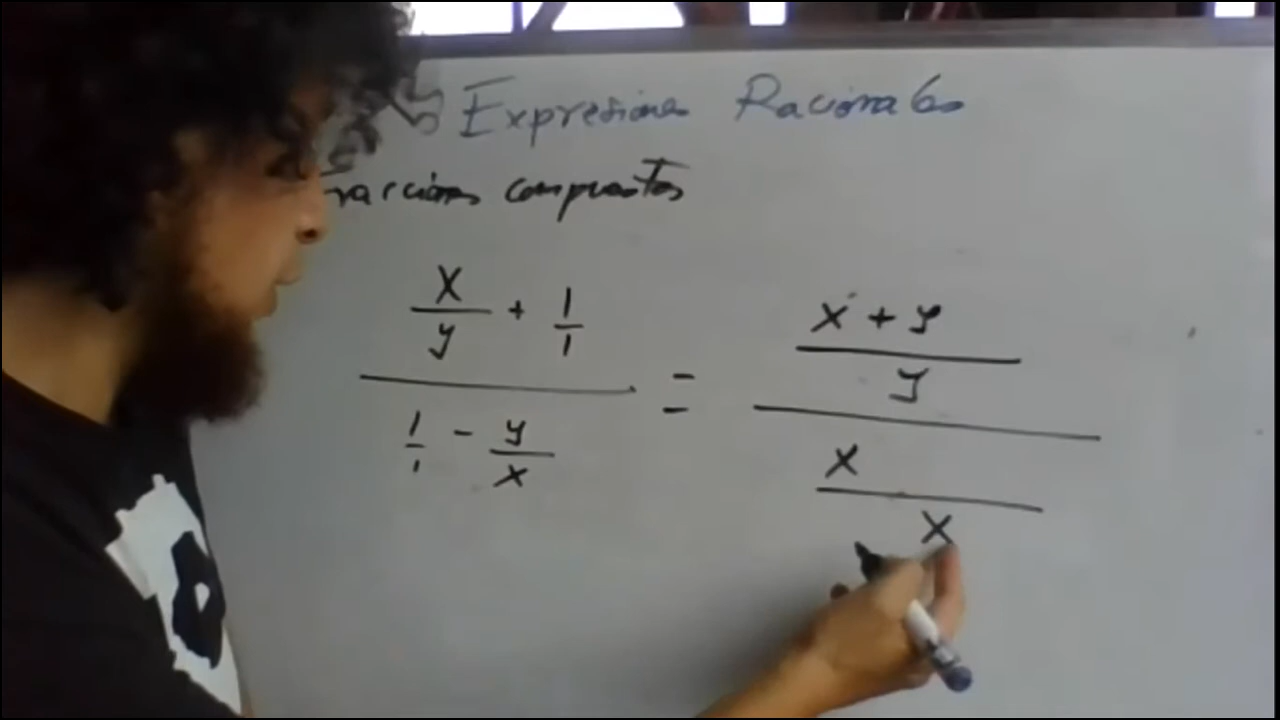 Expresiones Racionales
Fracciones compuestas
x/y + 1/1 = x + y / y
1/1 - y/x   x / x